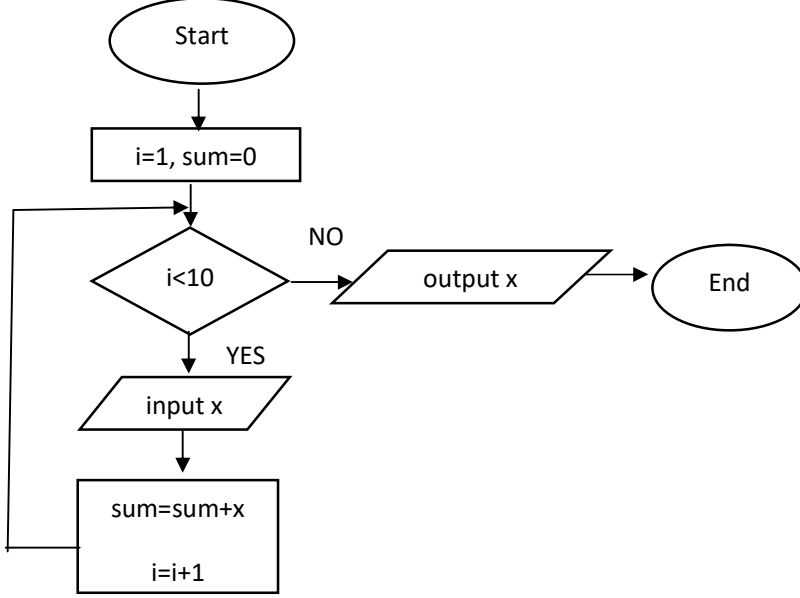 Start
i=1, sum=0
i<10
NO
output x
End
YES
input x
sum=sum+x
i=i+1